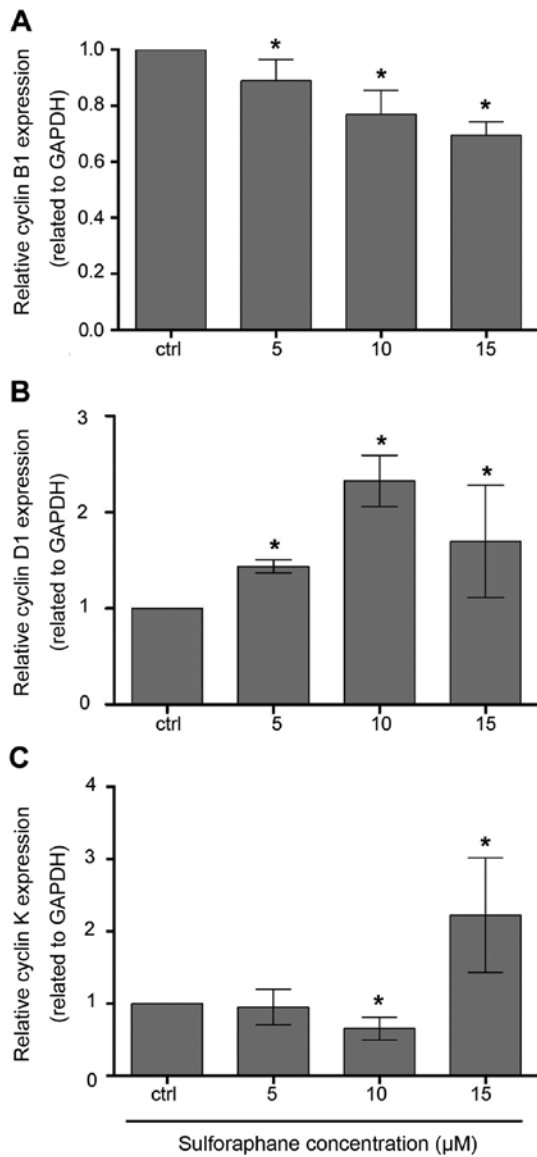 A
Relative cyclin B1 expression
(related to GAPDH)
1.0
0.8
0.6
0.4
0.2
0.0
*
*
*
ctrl 5 10 15
B
Relative cyclin D1 expression
(related to GAPDH)
3
2
1
0
*
*
*
ctrl 5 10 15
C
Relative cyclin K expression
(related to GAPDH)
4
3
2
1
0
*
*
ctrl 5 10 15
Sulforaphane concentration (µM)